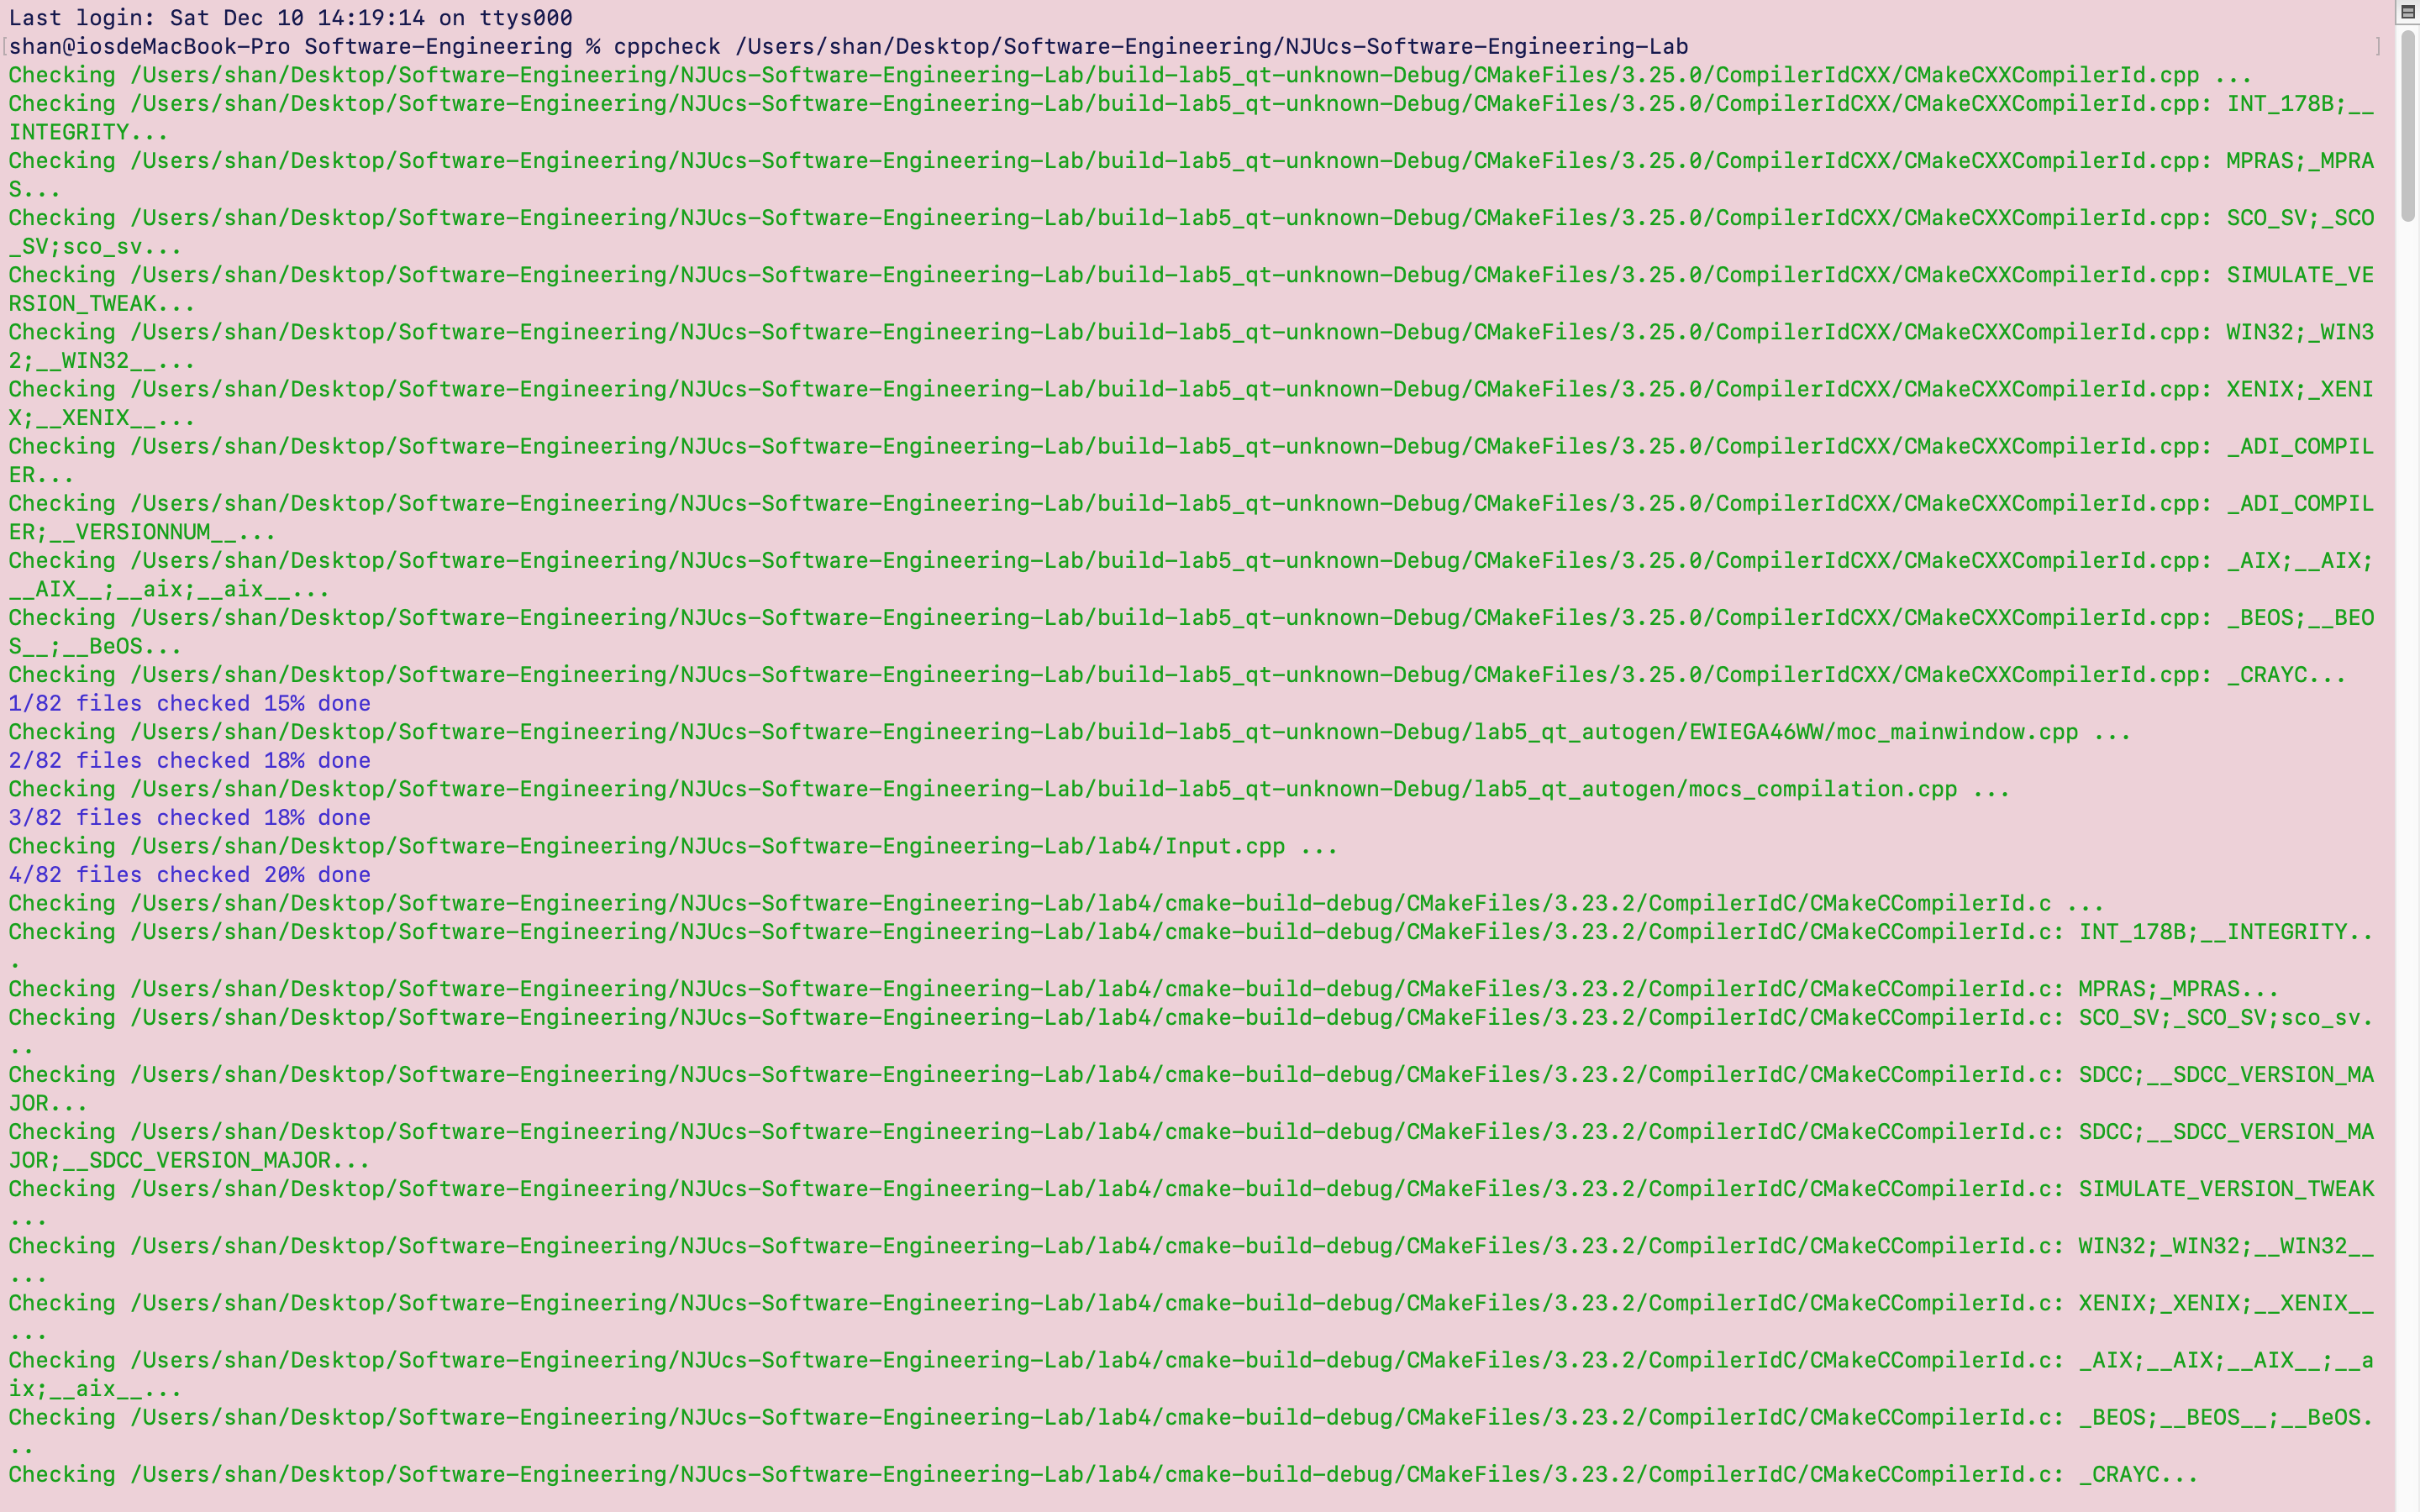 Last login: Sat Dec 10 14:19:14 on ttys000
[shan@iosdeMacBook-Pro Software-Engineering % cppcheck /Users/shan/Desktop/Software-Engineering/NJUcs-Software-Engineering-Lab ]
Checking /Users/shan/Desktop/Software-Engineering/NJUcs-Software-Engineering-Lab/build-lab5_qt-unknown-Debug/CMakeFiles/3.25.0/CompilerIdCXX/CMakeCXXCompilerId.cpp ...
Checking /Users/shan/Desktop/Software-Engineering/NJUcs-Software-Engineering-Lab/build-lab5_qt-unknown-Debug/CMakeFiles/3.25.0/CompilerIdCXX/CMakeCXXCompilerId.cpp: INT_178B;__
INTEGRITY...
Checking /Users/shan/Desktop/Software-Engineering/NJUcs-Software-Engineering-Lab/build-lab5_qt-unknown-Debug/CMakeFiles/3.25.0/CompilerIdCXX/CMakeCXXCompilerId.cpp: MPRAS;_MPRA
S...
Checking /Users/shan/Desktop/Software-Engineering/NJUcs-Software-Engineering-Lab/build-lab5_qt-unknown-Debug/CMakeFiles/3.25.0/CompilerIdCXX/CMakeCXXCompilerId.cpp: SCO_SV;_SCO
_SV;sco_sv...
Checking /Users/shan/Desktop/Software-Engineering/NJUcs-Software-Engineering-Lab/build-lab5_qt-unknown-Debug/CMakeFiles/3.25.0/CompilerIdCXX/CMakeCXXCompilerId.cpp: SIMULATE_VE
RSION_TWEAK...
Checking /Users/shan/Desktop/Software-Engineering/NJUcs-Software-Engineering-Lab/build-lab5_qt-unknown-Debug/CMakeFiles/3.25.0/CompilerIdCXX/CMakeCXXCompilerId.cpp: WIN32;_WIN3
2;__WIN32__...
Checking /Users/shan/Desktop/Software-Engineering/NJUcs-Software-Engineering-Lab/build-lab5_qt-unknown-Debug/CMakeFiles/3.25.0/CompilerIdCXX/CMakeCXXCompilerId.cpp: XENIX;_XENI
X;__XENIX__...
Checking /Users/shan/Desktop/Software-Engineering/NJUcs-Software-Engineering-Lab/build-lab5_qt-unknown-Debug/CMakeFiles/3.25.0/CompilerIdCXX/CMakeCXXCompilerId.cpp: _ADI_COMPIL
ER...
Checking /Users/shan/Desktop/Software-Engineering/NJUcs-Software-Engineering-Lab/build-lab5_qt-unknown-Debug/CMakeFiles/3.25.0/CompilerIdCXX/CMakeCXXCompilerId.cpp: _ADI_COMPIL
ER;__VERSIONNUM__...
Checking /Users/shan/Desktop/Software-Engineering/NJUcs-Software-Engineering-Lab/build-lab5_qt-unknown-Debug/CMakeFiles/3.25.0/CompilerIdCXX/CMakeCXXCompilerId.cpp: _AIX;__AIX;
__AIX__;__aix;__aix__...
Checking /Users/shan/Desktop/Software-Engineering/NJUcs-Software-Engineering-Lab/build-lab5_qt-unknown-Debug/CMakeFiles/3.25.0/CompilerIdCXX/CMakeCXXCompilerId.cpp: _BEOS;__BEO
S__;__BeOS...
Checking /Users/shan/Desktop/Software-Engineering/NJUcs-Software-Engineering-Lab/build-lab5_qt-unknown-Debug/CMakeFiles/3.25.0/CompilerIdCXX/CMakeCXXCompilerId.cpp: _CRAYC...
1/82 files checked 15% done
Checking /Users/shan/Desktop/Software-Engineering/NJUcs-Software-Engineering-Lab/build-lab5_qt-unknown-Debug/lab5_qt_autogen/EWIEGA46WW/moc_mainwindow.cpp ...
2/82 files checked 18% done
Checking /Users/shan/Desktop/Software-Engineering/NJUcs-Software-Engineering-Lab/build-lab5_qt-unknown-Debug/lab5_qt_autogen/mocs_compilation.cpp ...
3/82 files checked 18% done
Checking /Users/shan/Desktop/Software-Engineering/NJUcs-Software-Engineering-Lab/lab4/Input.cpp ...
4/82 files checked 20% done
Checking /Users/shan/Desktop/Software-Engineering/NJUcs-Software-Engineering-Lab/lab4/cmake-build-debug/CMakeFiles/3.23.2/CompilerIdC/CMakeCCompilerId.c ...
Checking /Users/shan/Desktop/Software-Engineering/NJUcs-Software-Engineering-Lab/lab4/cmake-build-debug/CMakeFiles/3.23.2/CompilerIdC/CMakeCCompilerId.c: INT_178B;__INTEGRITY..
.
Checking /Users/shan/Desktop/Software-Engineering/NJUcs-Software-Engineering-Lab/lab4/cmake-build-debug/CMakeFiles/3.23.2/CompilerIdC/CMakeCCompilerId.c: MPRAS;_MPRAS...
Checking /Users/shan/Desktop/Software-Engineering/NJUcs-Software-Engineering-Lab/lab4/cmake-build-debug/CMakeFiles/3.23.2/CompilerIdC/CMakeCCompilerId.c: SCO_SV;_SCO_SV;sco_sv.
..
Checking /Users/shan/Desktop/Software-Engineering/NJUcs-Software-Engineering-Lab/lab4/cmake-build-debug/CMakeFiles/3.23.2/CompilerIdC/CMakeCCompilerId.c: SDCC;__SDCC_VERSION_MA
JOR...
Checking /Users/shan/Desktop/Software-Engineering/NJUcs-Software-Engineering-Lab/lab4/cmake-build-debug/CMakeFiles/3.23.2/CompilerIdC/CMakeCCompilerId.c: SDCC;__SDCC_VERSION_MA
JOR;__SDCC_VERSION_MAJOR...
Checking /Users/shan/Desktop/Software-Engineering/NJUcs-Software-Engineering-Lab/lab4/cmake-build-debug/CMakeFiles/3.23.2/CompilerIdC/CMakeCCompilerId.c: SIMULATE_VERSION_TWEAK
...
Checking /Users/shan/Desktop/Software-Engineering/NJUcs-Software-Engineering-Lab/lab4/cmake-build-debug/CMakeFiles/3.23.2/CompilerIdC/CMakeCCompilerId.c: WIN32;_WIN32;__WIN32__
...
Checking /Users/shan/Desktop/Software-Engineering/NJUcs-Software-Engineering-Lab/lab4/cmake-build-debug/CMakeFiles/3.23.2/CompilerIdC/CMakeCCompilerId.c: XENIX;_XENIX;__XENIX__
...
Checking /Users/shan/Desktop/Software-Engineering/NJUcs-Software-Engineering-Lab/lab4/cmake-build-debug/CMakeFiles/3.23.2/CompilerIdC/CMakeCCompilerId.c: _AIX;__AIX;__AIX__;__a
ix;__aix__...
Checking /Users/shan/Desktop/Software-Engineering/NJUcs-Software-Engineering-Lab/lab4/cmake-build-debug/CMakeFiles/3.23.2/CompilerIdC/CMakeCCompilerId.c: _BEOS;__BEOS__;__BeOS.
..
Checking /Users/shan/Desktop/Software-Engineering/NJUcs-Software-Engineering-Lab/lab4/cmake-build-debug/CMakeFiles/3.23.2/CompilerIdC/CMakeCCompilerId.c: _CRAYC...